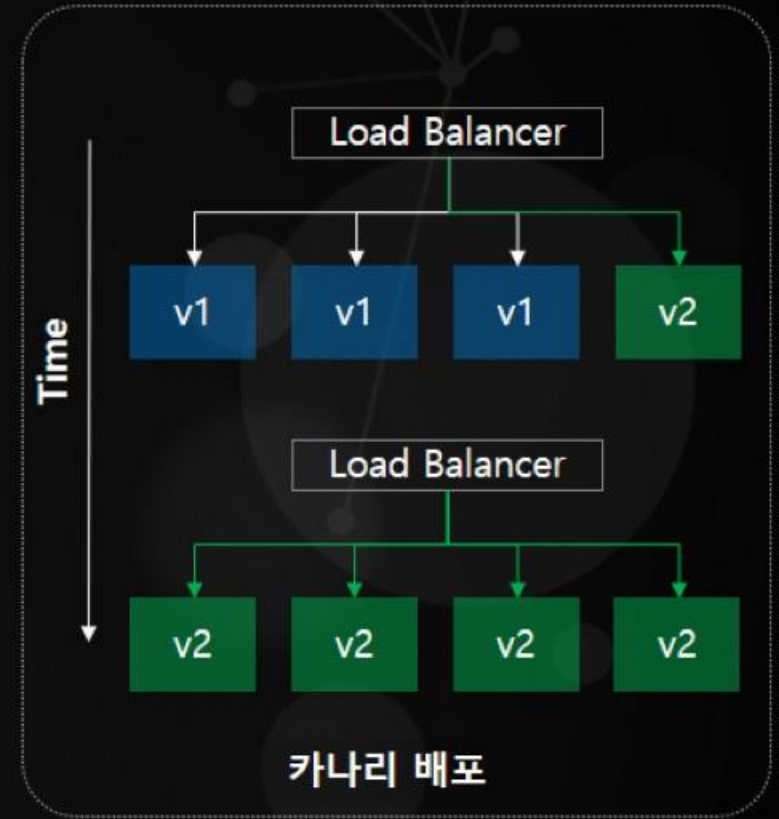 Load Balancer
v1 v1 v1 v2
Time
Load Balancer
v2 v2 v2 v2
카나리 배포